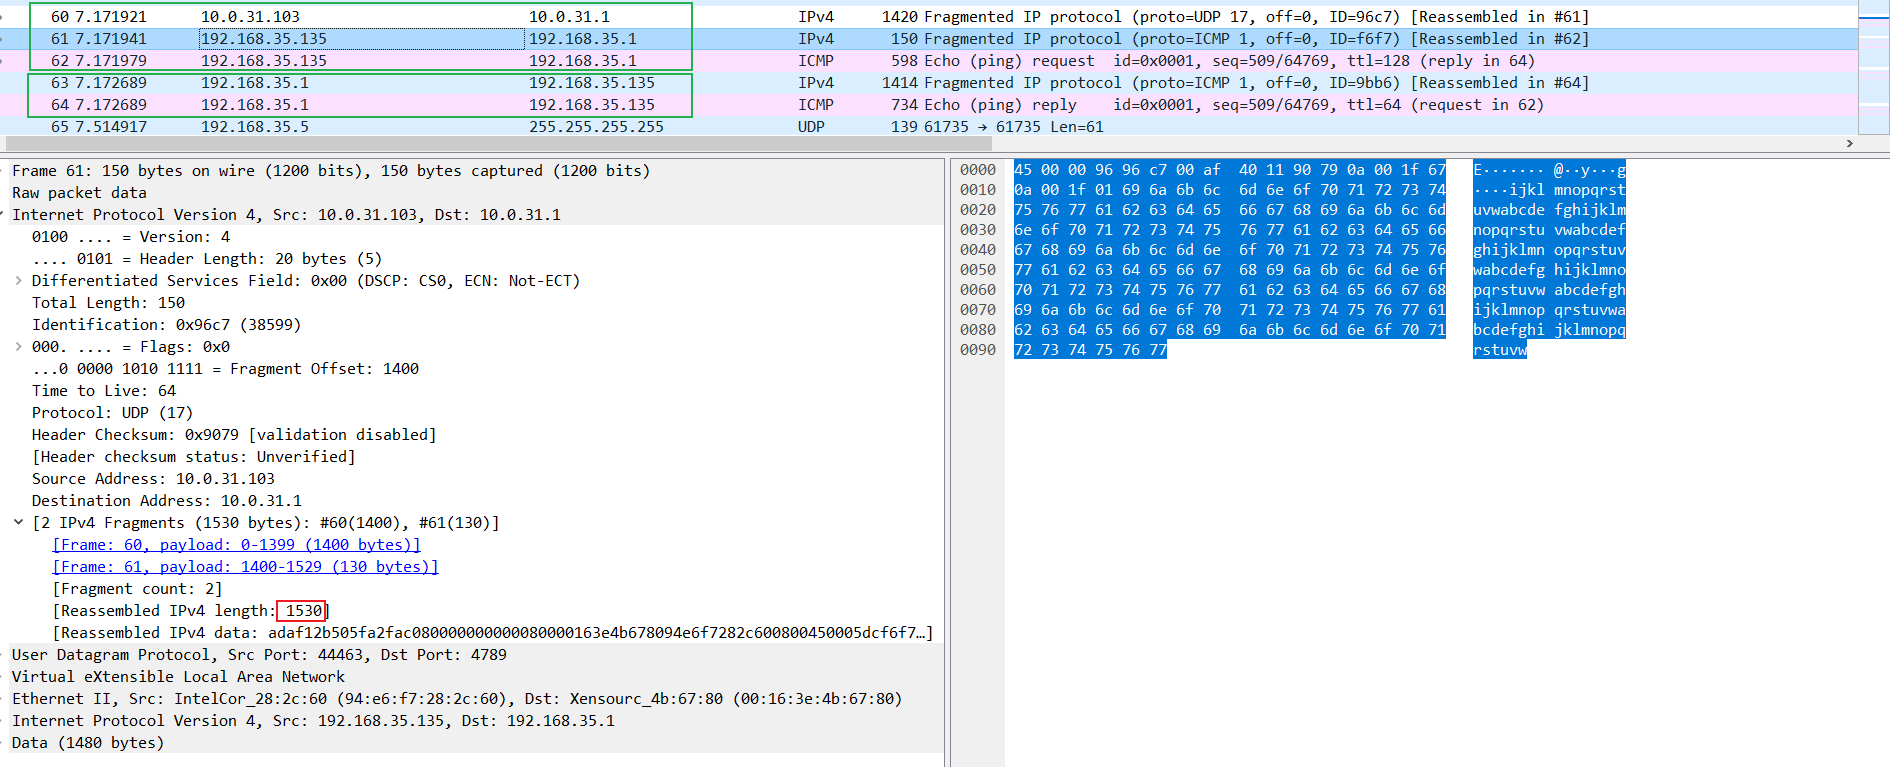 60 7.171921 10.0.31.103 10.0.31.1 IPv4 1420 Fragmented IP protocol (proto=UDP 17, off=0, ID=96c7) [Reassembled in #61]
61 7.171941 192.168.35.135 192.168.35.1 IPv4 150 Fragmented IP protocol (proto=ICMP 1, off=0, ID=f6f7) [Reassembled in #62]
62 7.171979 192.168.35.135 192.168.35.1 ICMP 598 Echo (ping) request id=0x0001, seq=509/64769, ttl=128 (reply in 64)
63 7.172689 192.168.35.1 192.168.35.135 IPv4 1414 Fragmented IP protocol (proto=ICMP 1, off=0, ID=9bb6) [Reassembled in #64]
64 7.172689 192.168.35.1 192.168.35.135 ICMP 734 Echo (ping) reply id=0x0001, seq=509/64769, ttl=64 (request in 62)
65 7.514917 192.168.35.5 255.255.255.255 UDP 139 61735 → 61735 Len=61
Frame 61: 150 bytes on wire (1200 bits), 150 bytes captured (1200 bits)
Raw packet data
Internet Protocol Version 4, Src: 10.0.31.103, Dst: 10.0.31.1
0100 .... = Version: 4
.... 0101 = Header Length: 20 bytes (5)
Differentiated Services Field: 0x00 (DSCP: CS0, ECN: Not-ECT)
Total Length: 150
Identification: 0x96c7 (38599)
000. .... = Flags: 0x0
...0 0000 1010 1111 = Fragment Offset: 1400
Time to Live: 64
Protocol: UDP (17)
Header Checksum: 0x9079 [validation disabled]
[Header checksum status: Unverified]
Source Address: 10.0.31.103
Destination Address: 10.0.31.1
[2 IPv4 Fragments (1530 bytes): #60(1400), #61(130)]
[Frame: 60, payload: 0-1399 (1400 bytes)]
[Frame: 61, payload: 1400-1529 (130 bytes)]
[Fragment count: 2]
[Reassembled IPv4 length: 1530]
[Reassembled IPv4 data: adaf12b505fa2fac0800000000000080000163e4b678094e6f7282c600800450005dcf6f7…]
User Datagram Protocol, Src Port: 44463, Dst Port: 4789
Virtual eXtensible Local Area Network
Ethernet II, Src: IntelCor_28:2c:60 (94:e6:f7:28:2c:60), Dst: Xensourc_4b:67:80 (00:16:3e:4b:67:80)
Internet Protocol Version 4, Src: 192.168.35.135, Dst: 192.168.35.1
Data (1480 bytes)
0000 45 00 00 96 96 c7 00 af 40 11 90 79 0a 00 1f 67 E······· @··y···g
0010 0a 00 1f 01 69 6a 6b 6c 6d 6e 6f 70 71 72 73 74 ····ijkl mnopqrst
0020 75 76 77 61 62 63 64 65 66 67 68 69 6a 6b 6c 6d uvwabcde fghijklm
0030 6e 6f 70 71 72 73 74 75 76 77 61 62 63 64 65 66 nopqrstu vwabcdef
0040 67 68 69 6a 6b 6c 6d 6e 6f 70 71 72 73 74 75 76 ghijklmn opqrstuv
0050 77 61 62 63 64 65 66 67 68 69 6a 6b 6c 6d 6e 6f wabcdefg hijklmno
0060 70 71 72 73 74 75 76 77 61 62 63 64 65 66 67 68 pqrstuvw abcdefgh
0070 69 6a 6b 6c 6d 6e 6f 70 71 72 73 74 75 76 77 61 ijklmnop qrstuvwa
0080 62 63 64 65 66 67 68 69 6a 6b 6c 6d 6e 6f 70 71 bcdefghi jklmnopq
0090 72 73 74 75 76 77 rstuvw